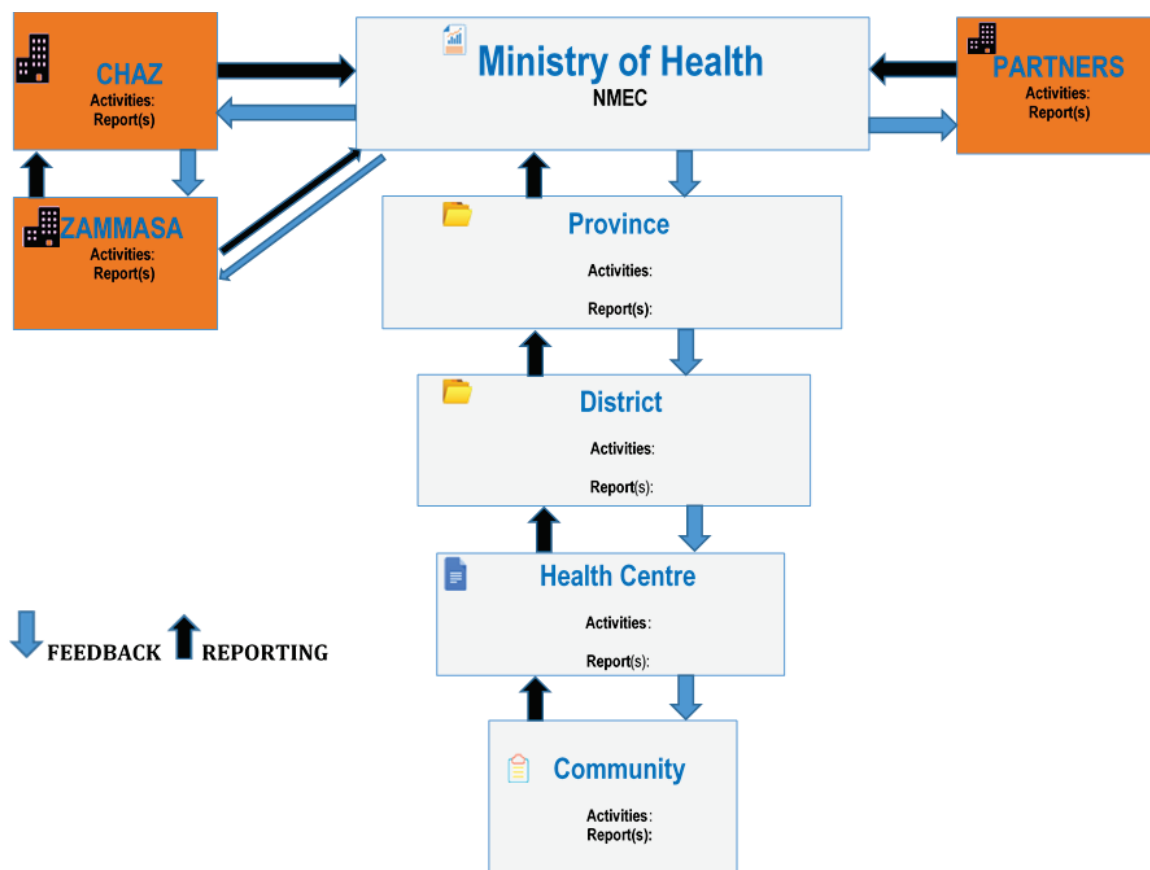 CHAZ
Activities:
Report(s)
Ministry of Health
NMEC
PARTNERS
Activities:
Report(s)
ZAMMASA
Activities:
Report(s)
Province
Activities:
Report(s):
District
Activities:
Report(s):
Health Centre
Activities:
Report(s):
FEEDBACK REPORTING
Community
Activities:
Report(s):